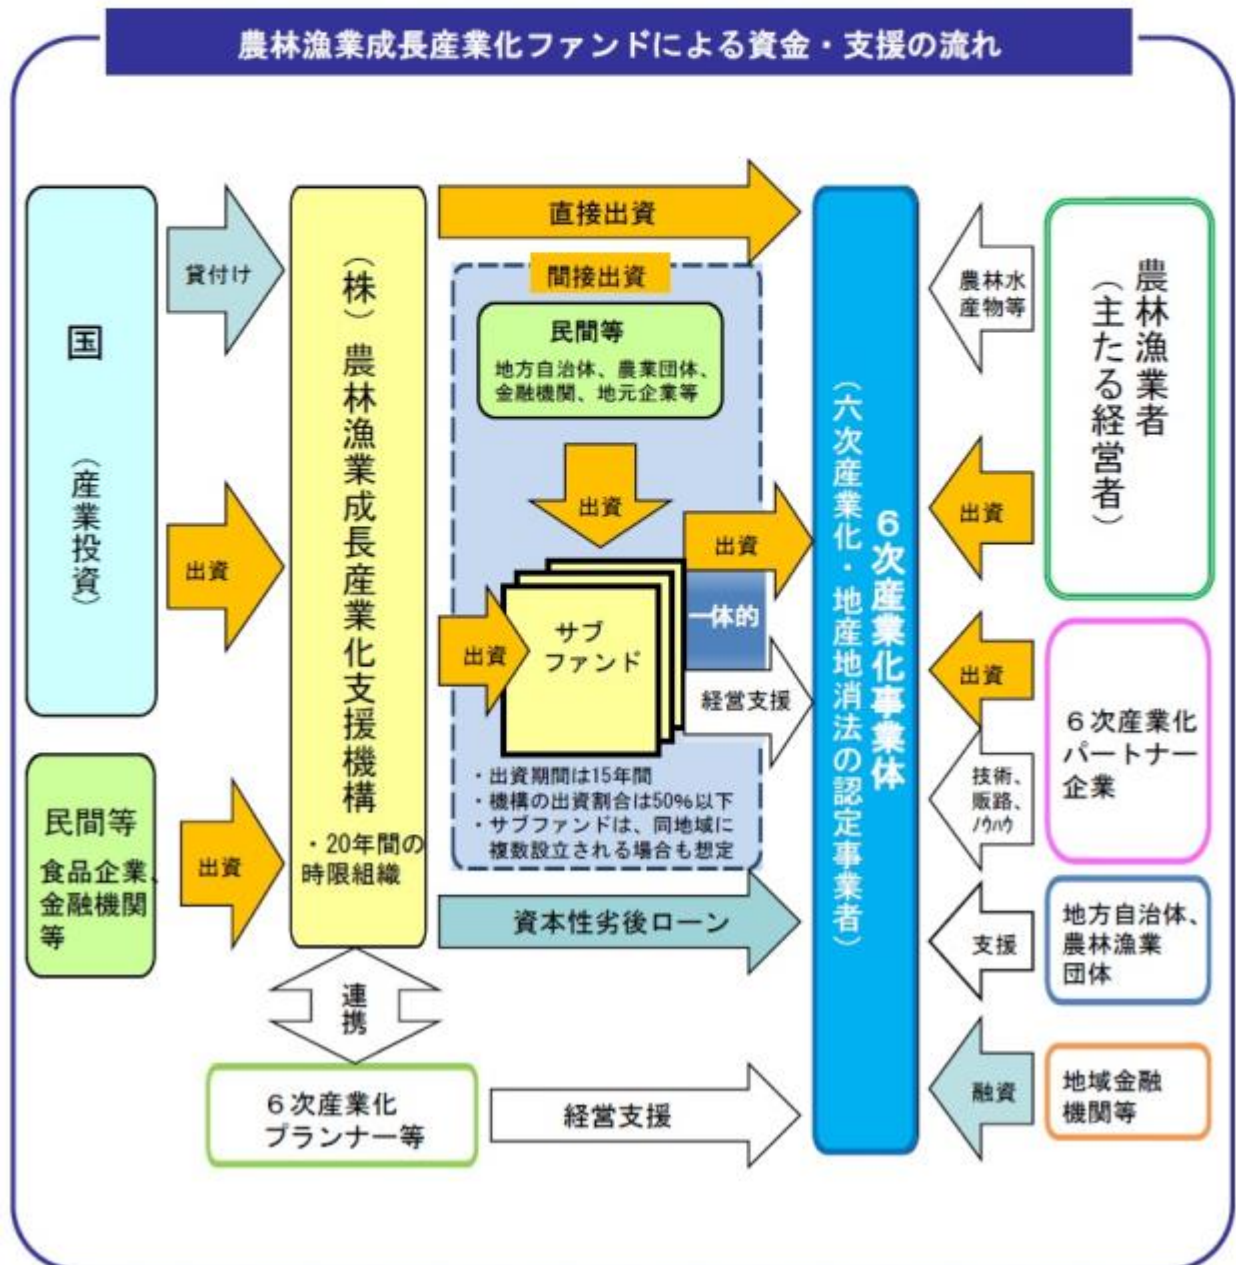 農林漁業成長産業化ファンドによる資金・支援の流れ
国
（産業投資）
民間等
食品企業、
金融機関
等
貸付け
出資
出資
（株）農林漁業成長産業化支援機構
・20年間の
時限組織
連
携
６次産業化
プランナー等
直接出資
間接出資
民間等
地方自治体、農業団体、
金融機関、地元企業等
出資
出資
サブ
ファンド
出資
一体的
経営支援
・出資期間は15年間
・機構の出資割合は50%以下
・サブファンドは、同地域に
複数設立される場合も想定
資本性劣後ローン
経営支援
６次産業化事業体
（六次産業化・地産地消法の認定事業者）
農林水
産物等
出資
農林漁業者
（主たる経営者）
出資
技術、
販路、
ﾉｳﾊｳ
６次産業化
パートナー
企業
支援
地方自治体、
農林漁業
団体
融資
地域金融
機関等